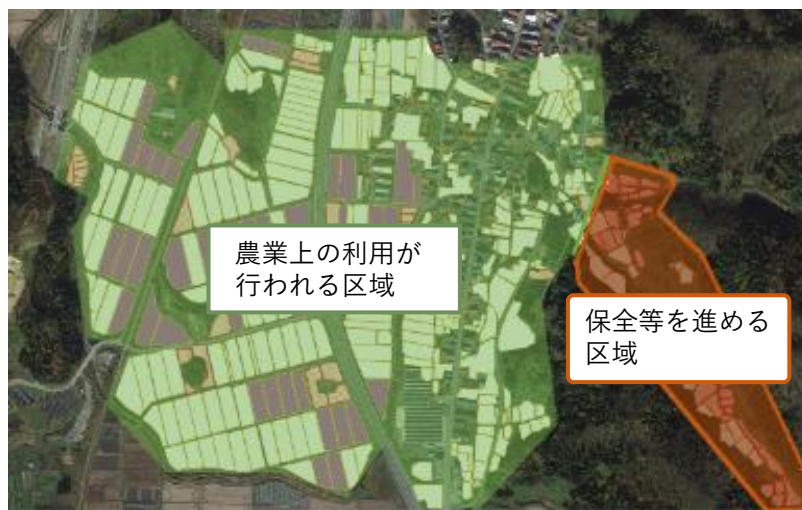 農業上の利用が
行われる区域
保全等を進める
区域